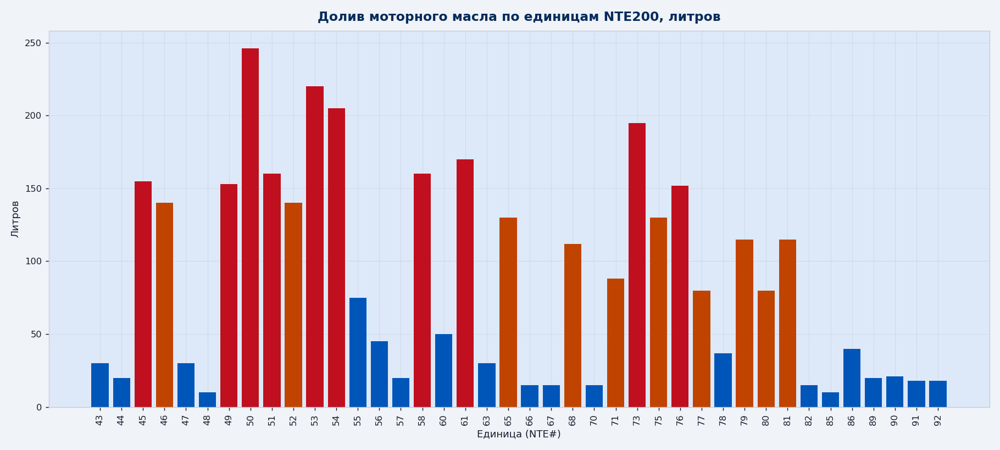 Долив моторного масла по единицам NTE200, литров
Литров
250
200
150
100
50
0
43 44 45 46 47 48 49 50 51 52 53 54 55 56 57 58 60 61 63 65 66 67 68 70 71 73 75 76 77 78 79 80 81 82 85 86 89 90 91 92
Единица (NTE#)